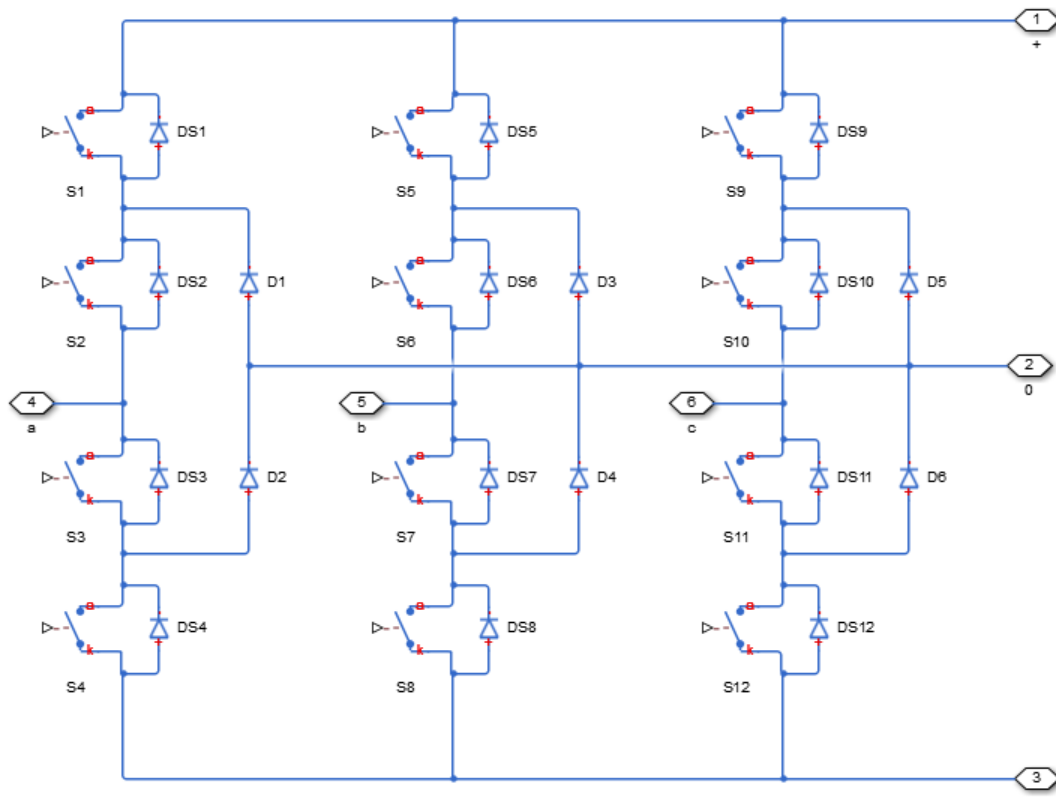 1
+
a
DS1
a
DS5
a
DS9
k
k
k
S1
S5
S9
a
DS2
D1
a
DS6
D3
a
DS10
D5
k
k
k
S2
S6
S10
2
0
4
a
5
b
6
c
a
DS3
D2
a
DS7
D4
a
DS11
D6
k
k
k
S3
S7
S11
a
DS4
a
DS8
a
DS12
k
k
k
S4
S8
S12
3